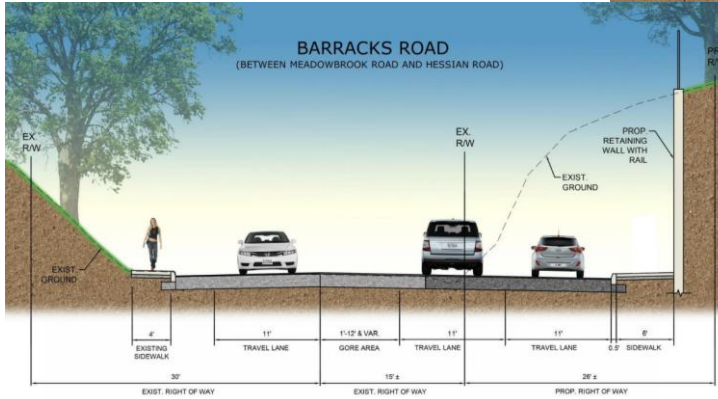 BARRACKS ROAD
(BETWEEN MEADOWBROOK ROAD AND HESSIAN ROAD)
EX.
R/W
EX.
R/W
PROP.
RETAINING
WALL WITH
RAIL
EXIST.
GROUND
EXIST.
GROUND
4'
11'
1'-12' & VAR.
11'
11'
0.5'
EXISTING
SIDEWALK
TRAVEL LANE
GORE AREA
TRAVEL LANE
TRAVEL LANE
SIDEWALK
30'
15' ±
26' ±
EXIST. RIGHT OF WAY
EXIST. RIGHT OF WAY
PROP. RIGHT OF WAY